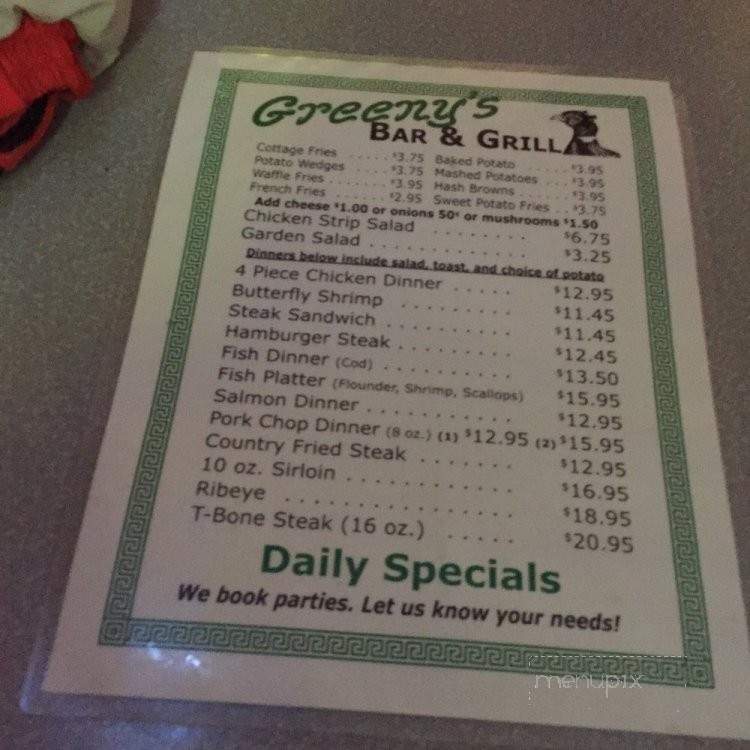 Greeny's
BAR & GRILL
Cottage Fries ..... $3.75 Baked Potato ....... $3.95
Potato Wedges .... $3.75 Mashed Potatoes ... $3.95
Waffle Fries ....... $3.95 Hash Browns ....... $3.95
French Fries ....... $2.95 Sweet Potato Fries .. $3.75
Add cheese $1.00 or onions 50¢ or mushrooms $1.50
Chicken Strip Salad ........ $6.75
Garden Salad ............ $3.25
Dinners below include salad, toast, and choice of potato
4 Piece Chicken Dinner ..... $12.95
Butterfly Shrimp ......... $11.45
Steak Sandwich .......... $11.45
Hamburger Steak ......... $12.45
Fish Dinner (Cod) .......... $13.50
Fish Platter (Flounder, Shrimp, Scallops) $15.95
Salmon Dinner ........... $12.95
Pork Chop Dinner (8 oz.) (1) $12.95 (2) $15.95
Country Fried Steak ....... $12.95
10 oz. Sirloin ............ $16.95
Ribeye ............... $18.95
T-Bone Steak (16 oz.) ..... $20.95
Daily Specials
We book parties. Let us know your needs!
menupix